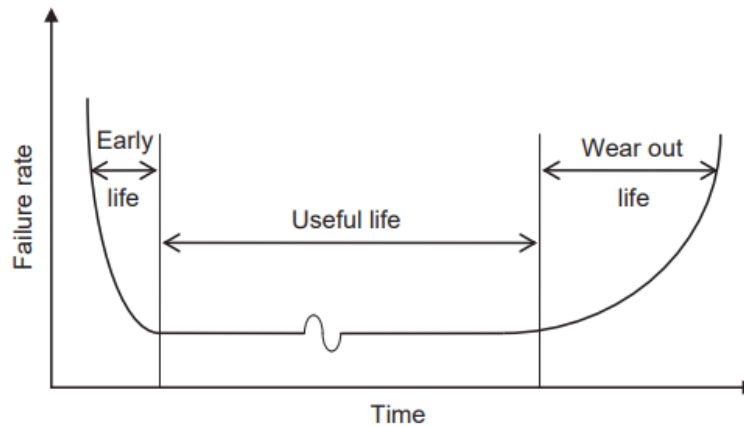 Early
life
Wear out
life
Useful life
Failure rate
Time